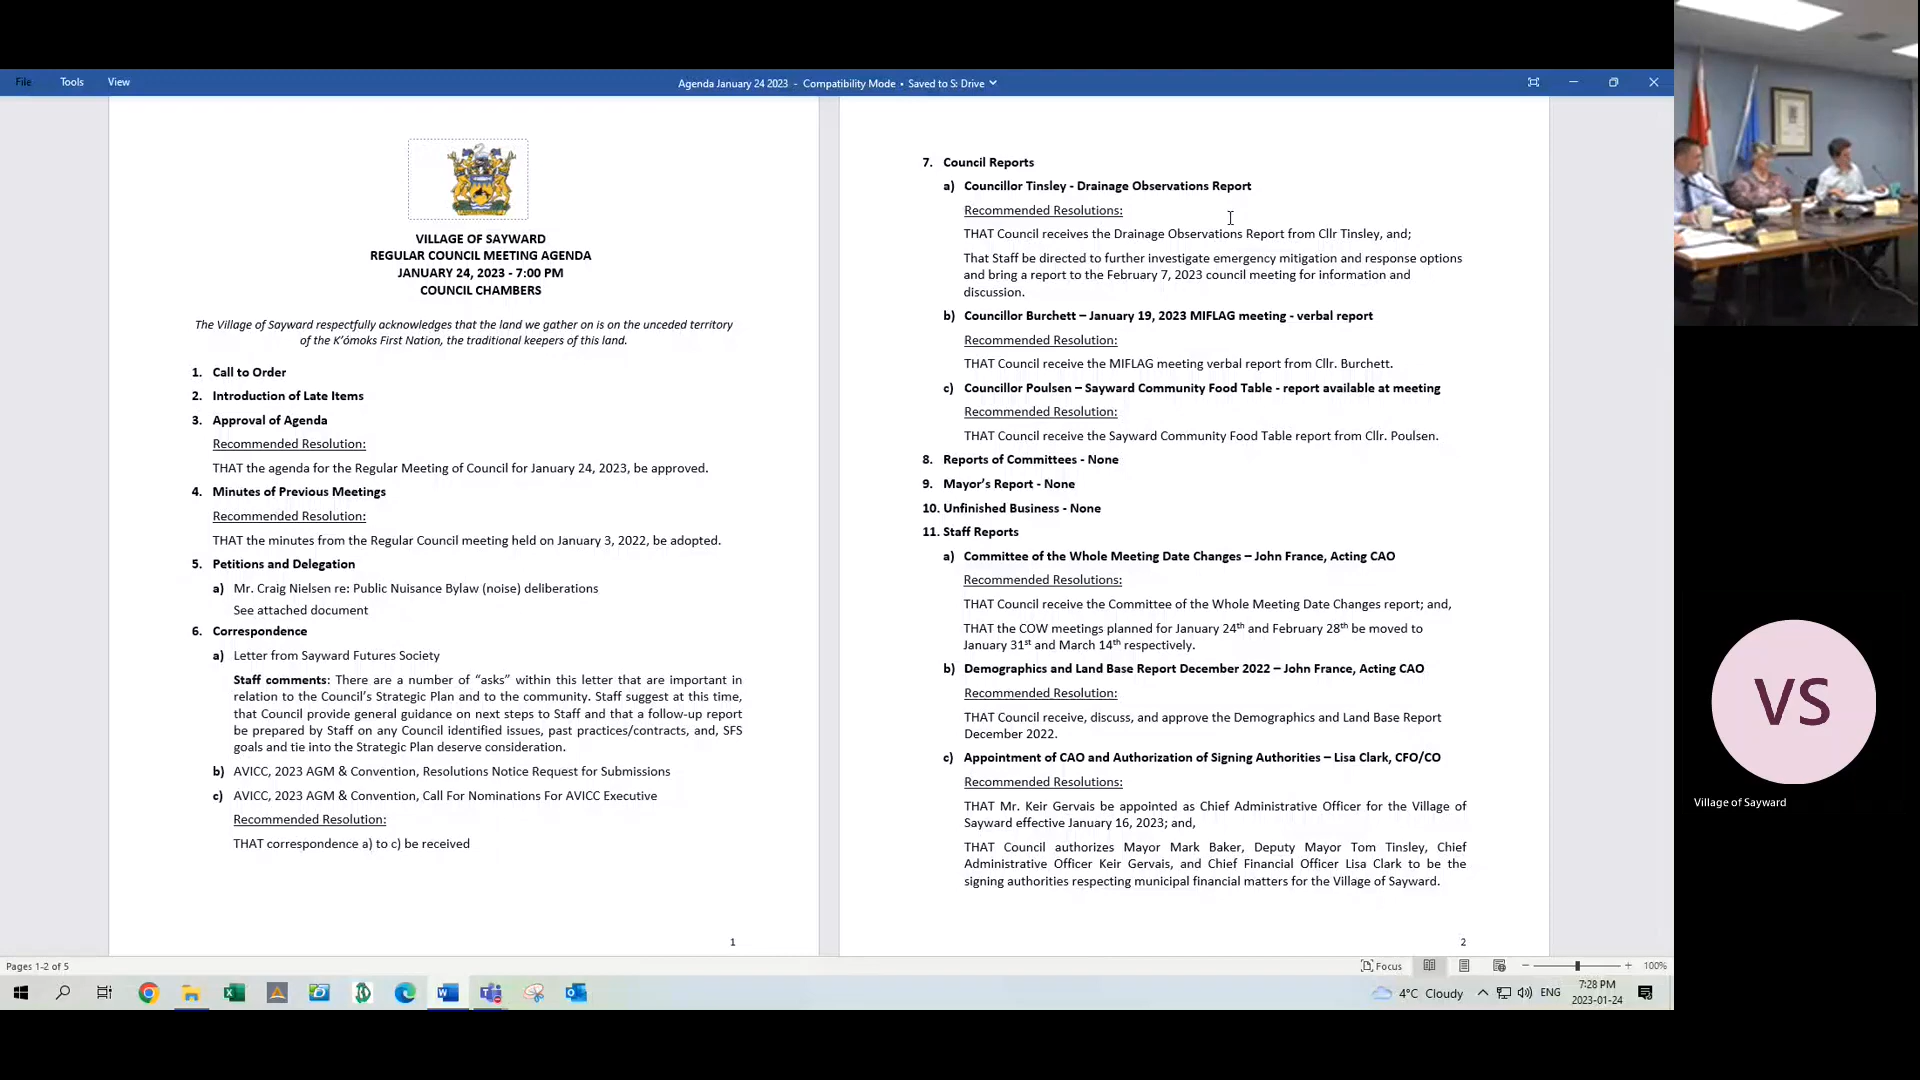 File Tools View
Agenda January 24 2023 - Compatibility Mode • Saved to S: Drive
VILLAGE OF SAYWARD
REGULAR COUNCIL MEETING AGENDA
JANUARY 24, 2023 - 7:00 PM
COUNCIL CHAMBERS
The Village of Sayward respectfully acknowledges that the land we gather on is on the unceded territory
of the K'ómoks First Nation, the traditional keepers of this land.
1. Call to Order
2. Introduction of Late Items
3. Approval of Agenda
Recommended Resolution:
THAT the agenda for the Regular Meeting of Council for January 24, 2023, be approved.
4. Minutes of Previous Meetings
Recommended Resolution:
THAT the minutes from the Regular Council meeting held on January 3, 2022, be adopted.
5. Petitions and Delegation
a) Mr. Craig Nielsen re: Public Nuisance Bylaw (noise) deliberations
See attached document
6. Correspondence
a) Letter from Sayward Futures Society
Staff comments: There are a number of “asks” within this letter that are important in
relation to the Council's Strategic Plan and to the community. Staff suggest at this time,
that Council provide general guidance on next steps to Staff and that a follow-up report
be prepared by Staff on any Council identified issues, past practices/contracts, and, SFS
goals and tie into the Strategic Plan deserve consideration.
b) AVICC, 2023 AGM & Convention, Resolutions Notice Request for Submissions
c) AVICC, 2023 AGM & Convention, Call For Nominations For AVICC Executive
Recommended Resolution:
THAT correspondence a) to c) be received
1
7. Council Reports
a) Councillor Tinsley - Drainage Observations Report
Recommended Resolutions:
THAT Council receives the Drainage Observations Report from Cllr Tinsley, and;
That Staff be directed to further investigate emergency mitigation and response options
and bring a report to the February 7, 2023 council meeting for information and
discussion.
b) Councillor Burchett – January 19, 2023 MIFLAG meeting - verbal report
Recommended Resolution:
THAT Council receive the MIFLAG meeting verbal report from Cllr. Burchett.
c) Councillor Poulsen – Sayward Community Food Table - report available at meeting
Recommended Resolution:
THAT Council receive the Sayward Community Food Table report from Cllr. Poulsen.
8. Reports of Committees - None
9. Mayor's Report - None
10. Unfinished Business - None
11. Staff Reports
a) Committee of the Whole Meeting Date Changes – John France, Acting CAO
Recommended Resolutions:
THAT Council receive the Committee of the Whole Meeting Date Changes report; and,
THAT the COW meetings planned for January 24th and February 28th be moved to
January 31st and March 14th respectively.
b) Demographics and Land Base Report December 2022 – John France, Acting CAO
Recommended Resolution:
THAT Council receive, discuss, and approve the Demographics and Land Base Report
December 2022.
c) Appointment of CAO and Authorization of Signing Authorities – Lisa Clark, CFO/CO
Recommended Resolutions:
THAT Mr. Keir Gervais be appointed as Chief Administrative Officer for the Village of
Sayward effective January 16, 2023; and,
THAT Council authorizes Mayor Mark Baker, Deputy Mayor Tom Tinsley, Chief
Administrative Officer Keir Gervais, and Chief Financial Officer Lisa Clark to be the
signing authorities respecting municipal financial matters for the Village of Sayward.
2
VS
Village of Sayward
Pages 1-2 of 5
Focus
100%
4°C Cloudy
ENG
7:28 PM
2023-01-24